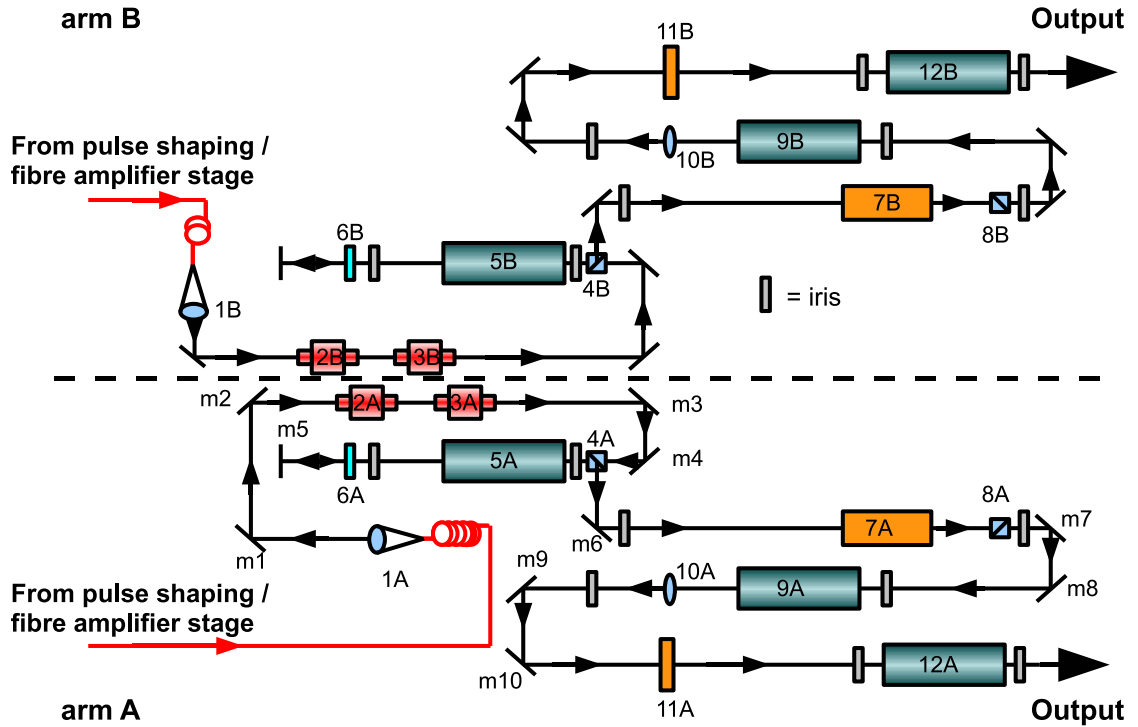 arm B
Output
11B
12B
From pulse shaping /
fibre amplifier stage
9B
10B
6B
7B
5B
8B
4B
1B
= iris
2B
3B
m2
2A
3A
m3
m5
4A
5A
m4
6A
8A
7A
m7
m1
m6
1A
m9
10A
9A
m8
From pulse shaping /
fibre amplifier stage
12A
m10
11A
arm A
Output